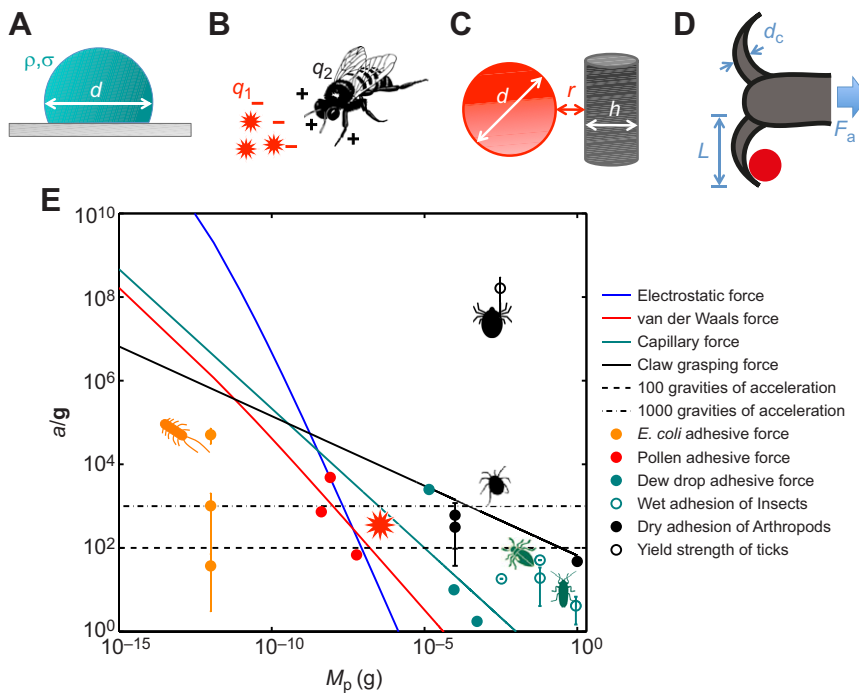 A
ρ,σ
d
B
q1
q2
C
d
r
h
D
dc
L
Fa
E
10^10
10^8
10^6
10^4
10^2
10^0
a/g
10^−15
10^−10
10^−5
10^0
Mp (g)
Electrostatic force
van der Waals force
Capillary force
Claw grasping force
100 gravities of acceleration
1000 gravities of acceleration
E. coli adhesive force
Pollen adhesive force
Dew drop adhesive force
Wet adhesion of Insects
Dry adhesion of Arthropods
Yield strength of ticks